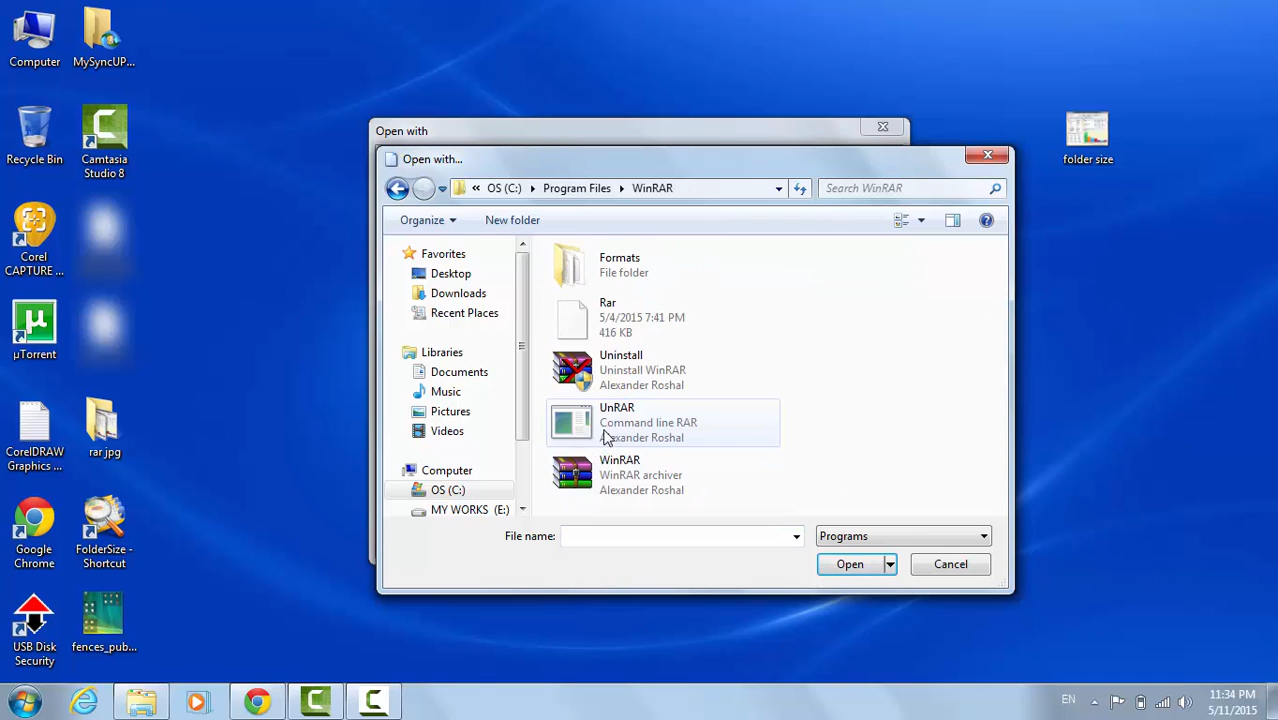 Computer
MySyncUP...
Recycle Bin
Camtasia
Studio 8
Corel
CAPTURE ...
µTorrent
CorelDRAW
Graphics ...
rar jpg
Google
Chrome
FolderSize -
Shortcut
USB Disk
Security
fences_pub...
folder size
Open with
Open with...
OS (C:)
Program Files
WinRAR
Search WinRAR
Organize
New folder
Favorites
Desktop
Downloads
Recent Places
Libraries
Documents
Music
Pictures
Videos
Computer
OS (C:)
MY WORKS (E:)
Formats
File folder
Rar
5/4/2015 7:41 PM
416 KB
Uninstall
Uninstall WinRAR
Alexander Roshal
UnRAR
Command line RAR
Alexander Roshal
WinRAR
WinRAR archiver
Alexander Roshal
File name:
Programs
Open
Cancel
EN
11:34 PM
5/11/2015